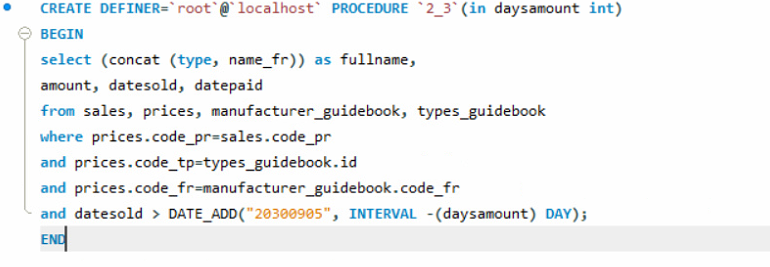 CREATE DEFINER=`root`@`localhost` PROCEDURE `2_3`(in daysamount int)
BEGIN
select (concat (type, name_fr)) as fullname,
amount, datesold, datepaid
from sales, prices, manufacturer_guidebook, types_guidebook
where prices.code_pr=sales.code_pr
and prices.code_tp=types_guidebook.id
and prices.code_fr=manufacturer_guidebook.code_fr
and datesold > DATE_ADD("20300905", INTERVAL -(daysamount) DAY);
END